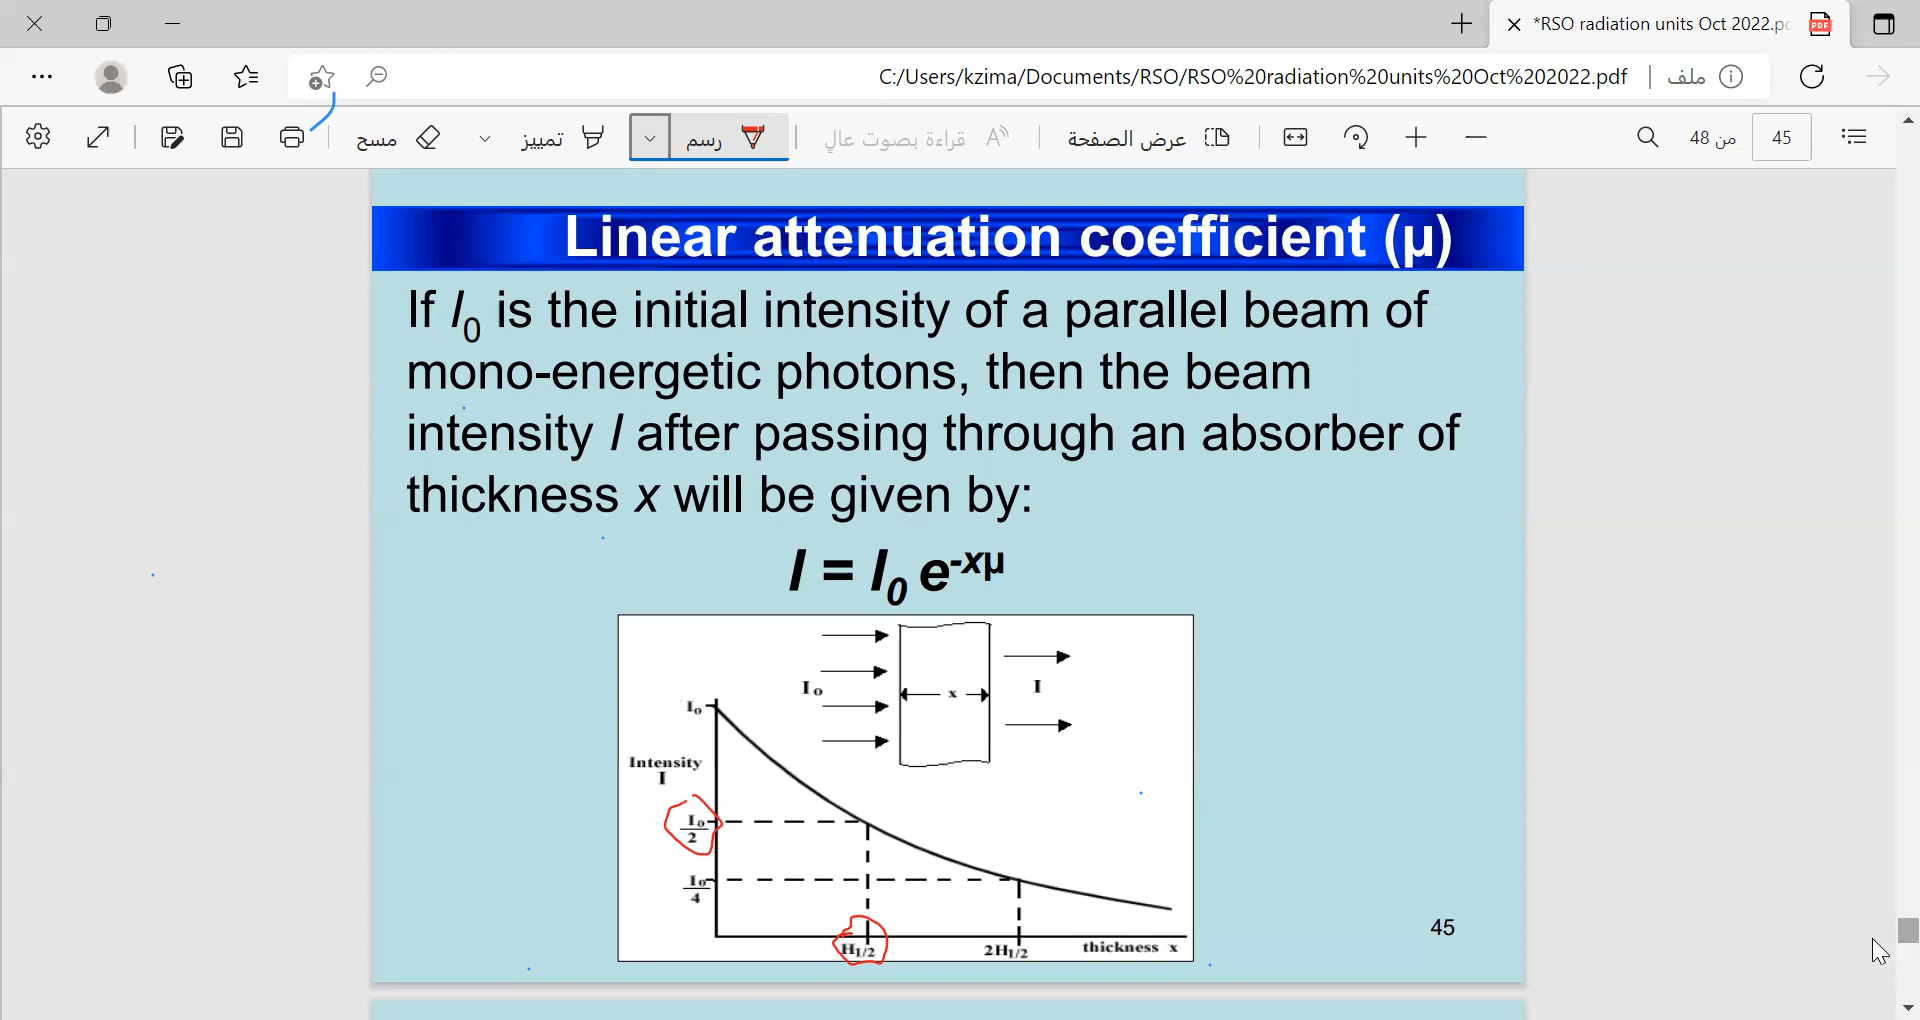 *RSO radiation units Oct 2022.pd
C:/Users/kzima/Documents/RSO/RSO%20radiation%20units%20Oct%202022.pdf | ملف
مسح
تمييز
رسم
قراءة بصوت عالٍ
عرض الصفحة
من 48
45
Linear attenuation coefficient (µ)
If I₀ is the initial intensity of a parallel beam of
mono-energetic photons, then the beam
intensity I after passing through an absorber of
thickness x will be given by:
I = I₀ e^-xµ
I₀
x
I
I₀
Intensity
I
I₀/2
I₀/4
H1/2
2H1/2
thickness x
45